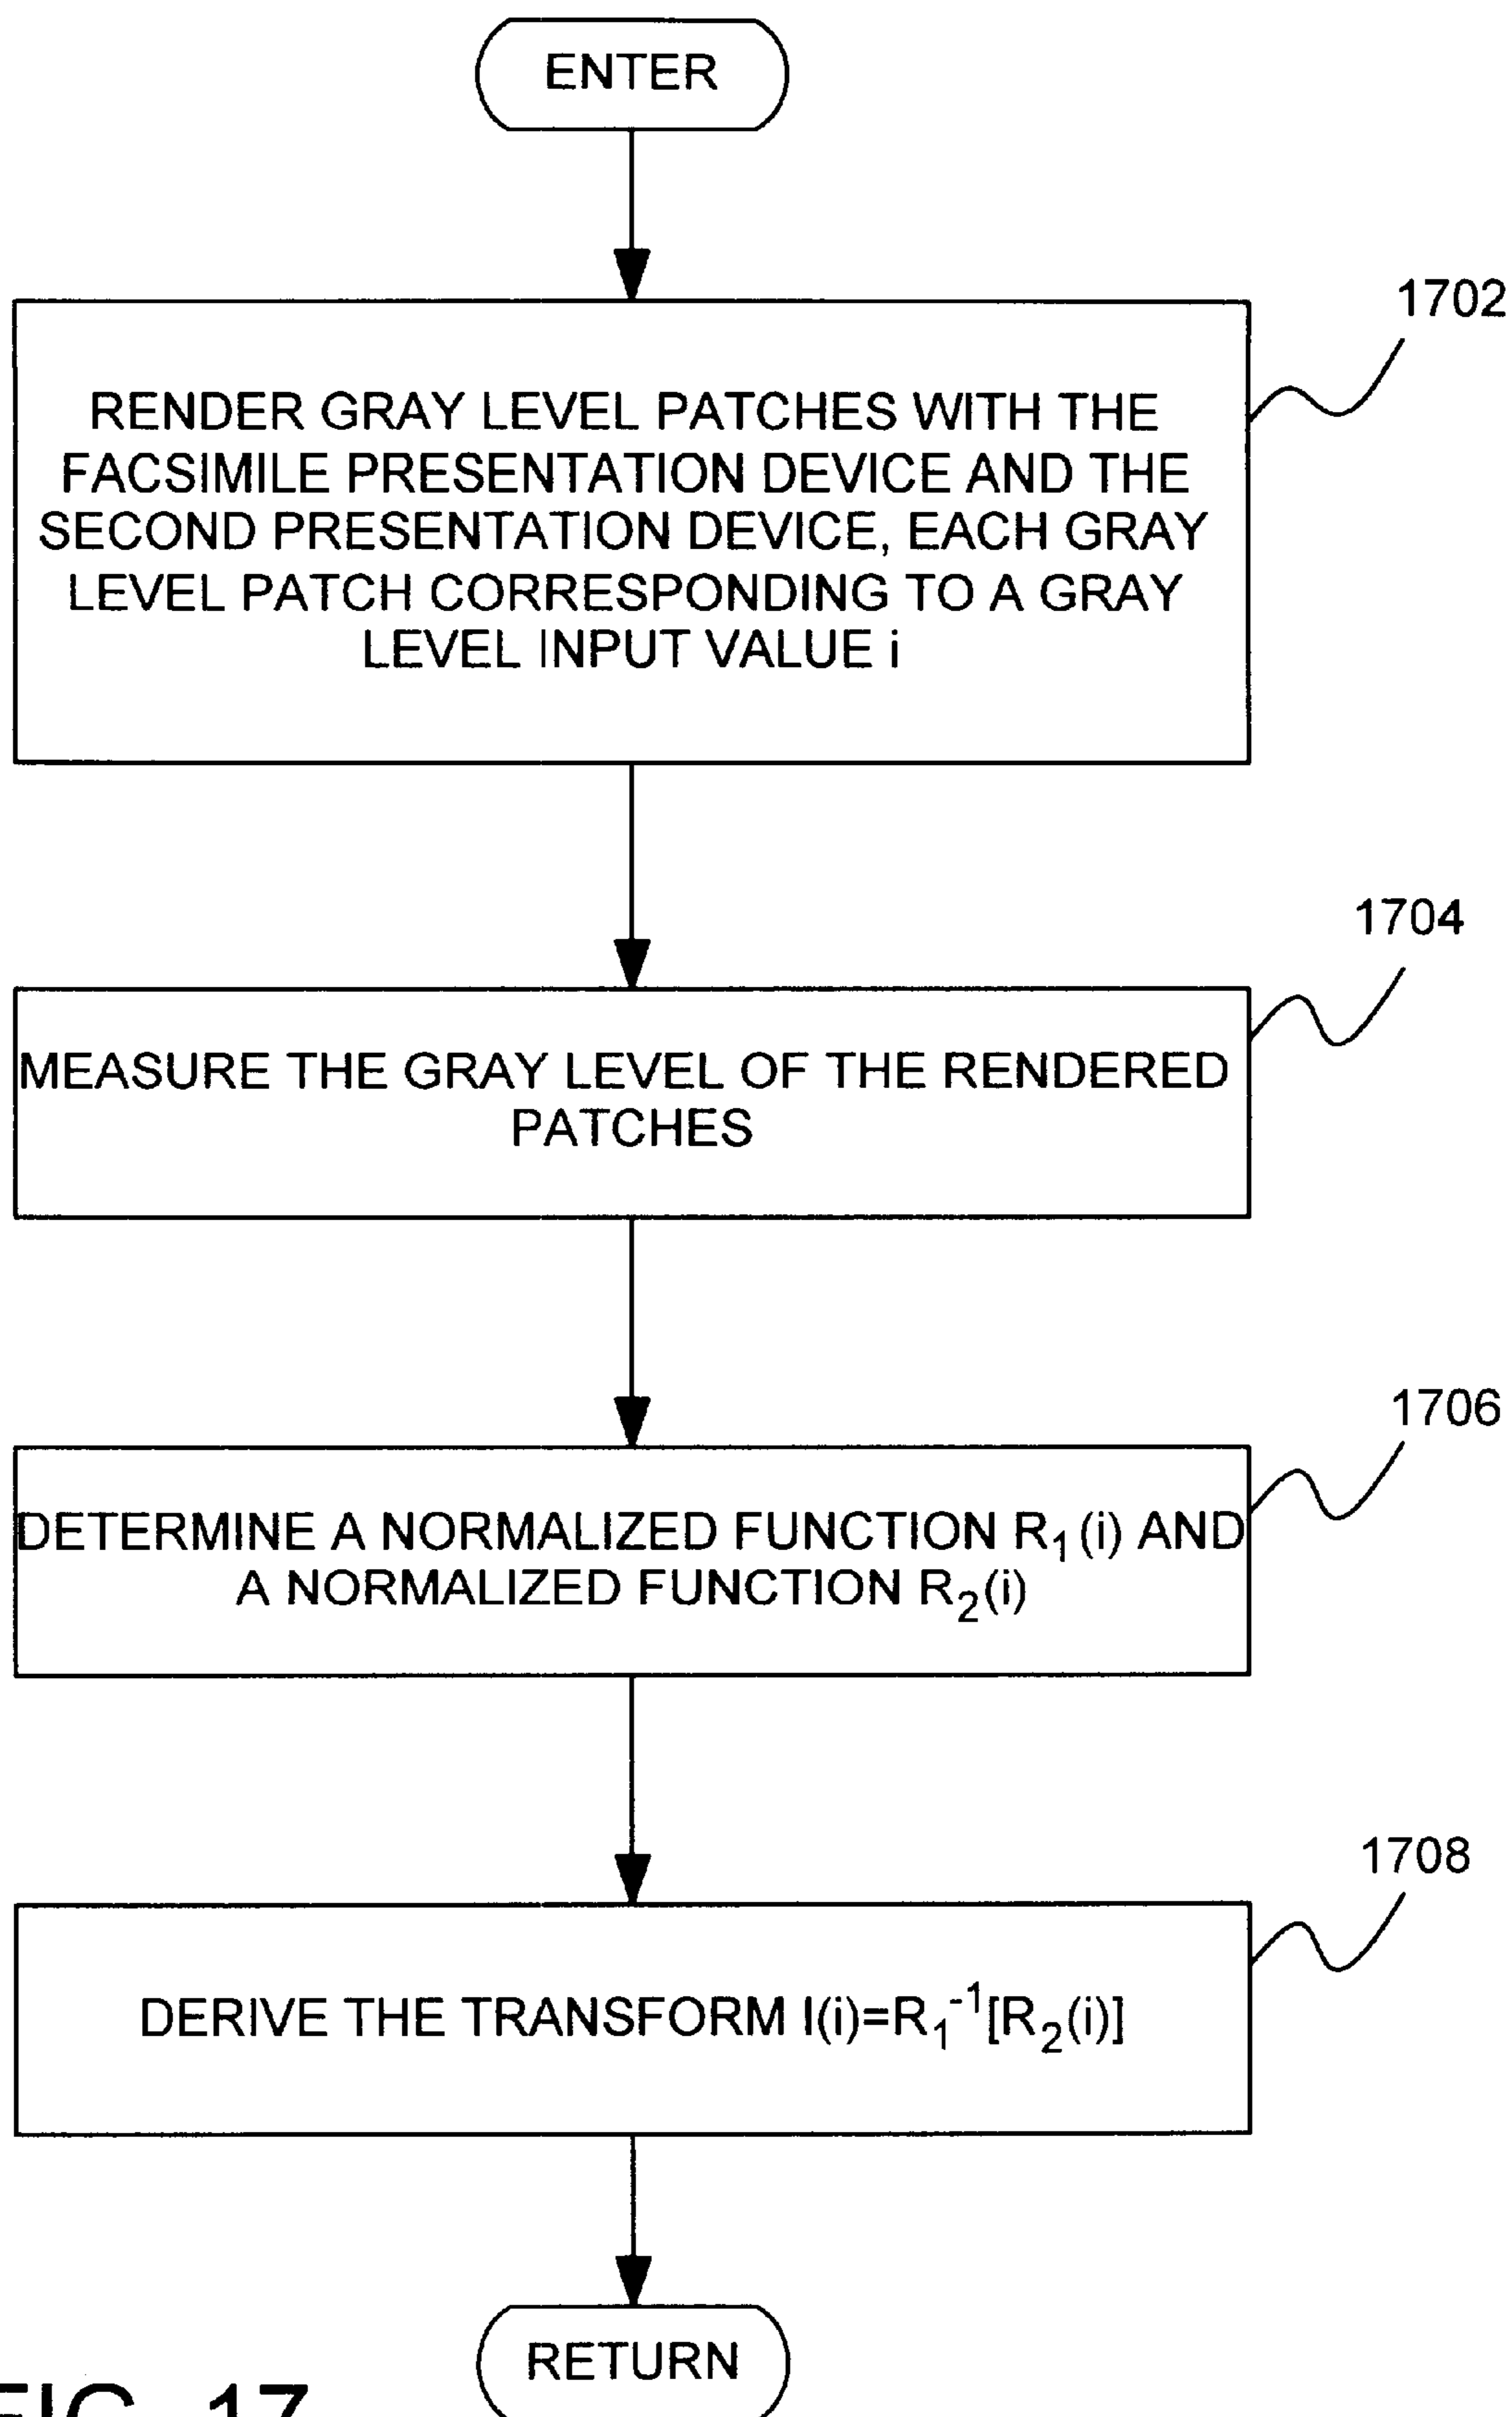 ENTER
1702
RENDER GRAY LEVEL PATCHES WITH THE
FACSIMILE PRESENTATION DEVICE AND THE
SECOND PRESENTATION DEVICE, EACH GRAY
LEVEL PATCH CORRESPONDING TO A GRAY
LEVEL INPUT VALUE i
1704
MEASURE THE GRAY LEVEL OF THE RENDERED
PATCHES
1706
DETERMINE A NORMALIZED FUNCTION R₁(i) AND
A NORMALIZED FUNCTION R₂(i)
1708
DERIVE THE TRANSFORM I(i)=R₁⁻¹[R₂(i)]
RETURN
FIG. 17